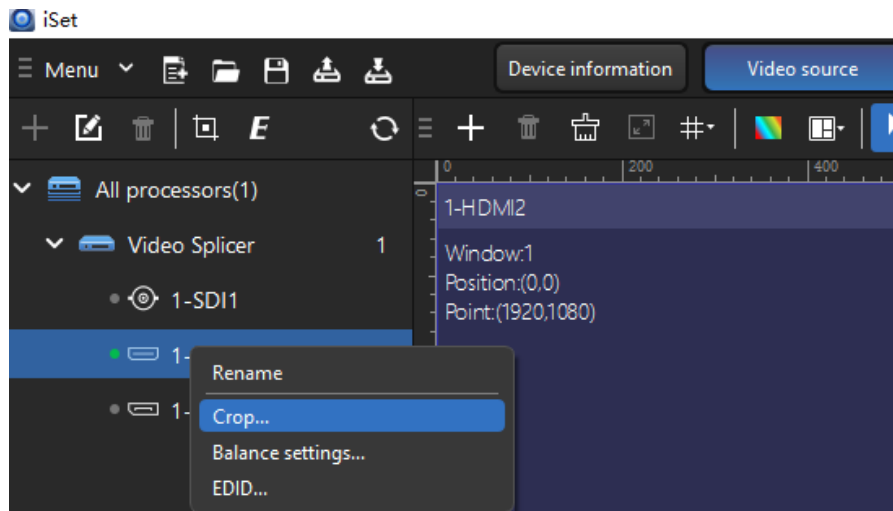 iSet
Menu
Device information
Video source
E
0 200 400
All processors(1)
0
1-HDMI2
Video Splicer 1
Window:1
Position:(0,0)
Point:(1920,1080)
1-SDI1
1-
Rename
1-
Crop...
Balance settings...
EDID...